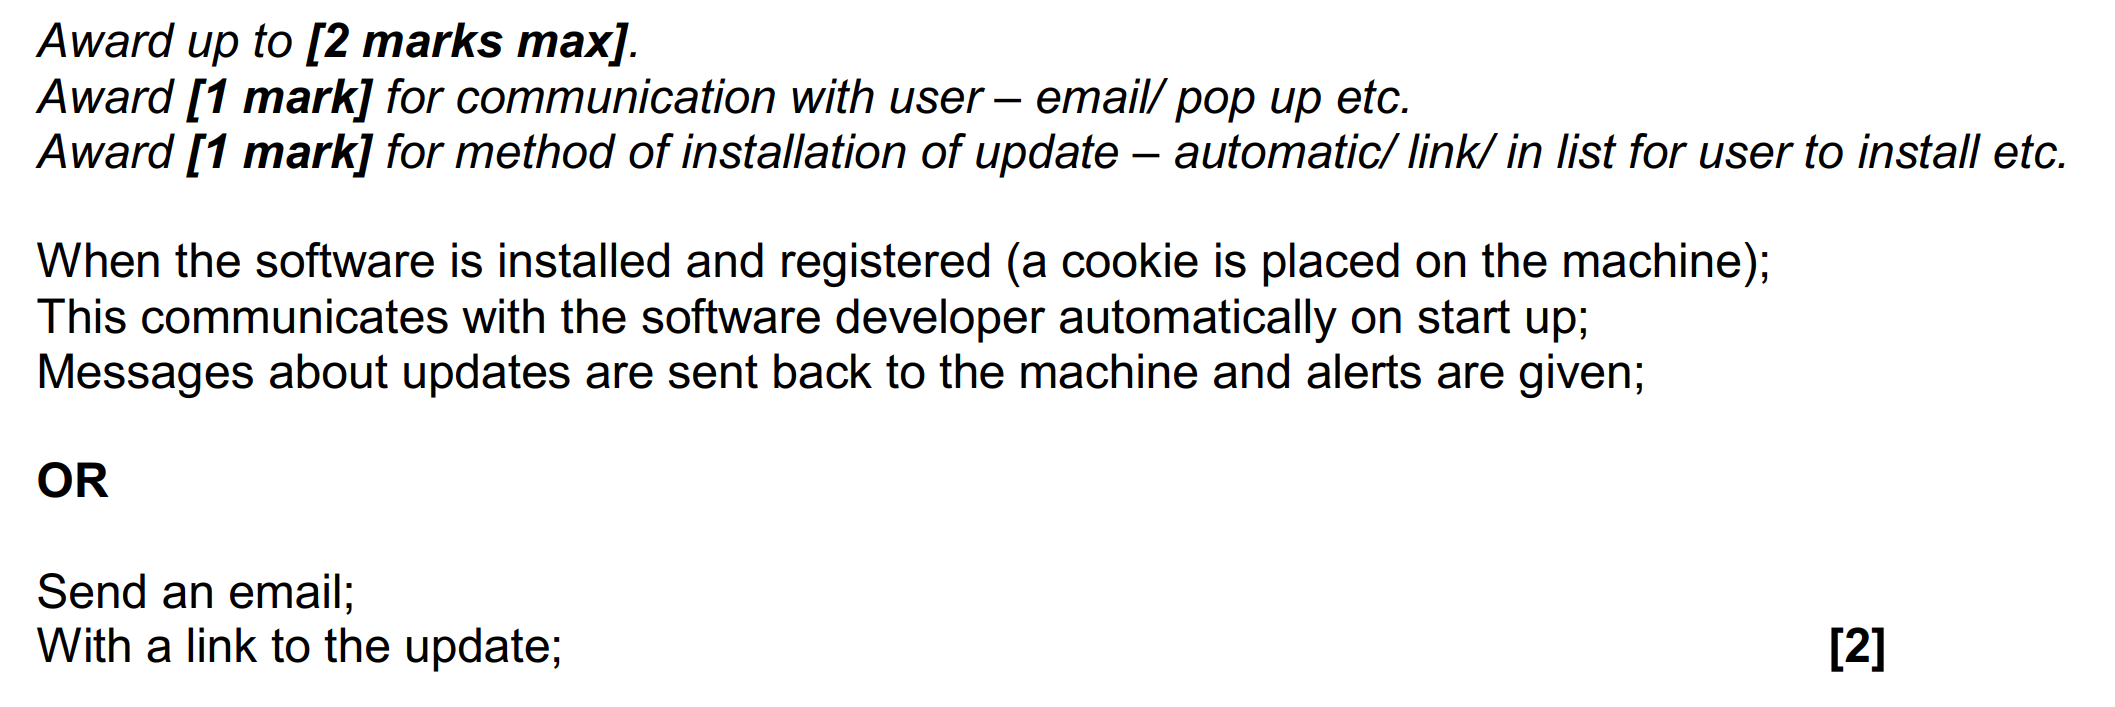 Award up to [2 marks max].
Award [1 mark] for communication with user – email/ pop up etc.
Award [1 mark] for method of installation of update – automatic/ link/ in list for user to install etc.
When the software is installed and registered (a cookie is placed on the machine);
This communicates with the software developer automatically on start up;
Messages about updates are sent back to the machine and alerts are given;
OR
Send an email;
With a link to the update; [2]